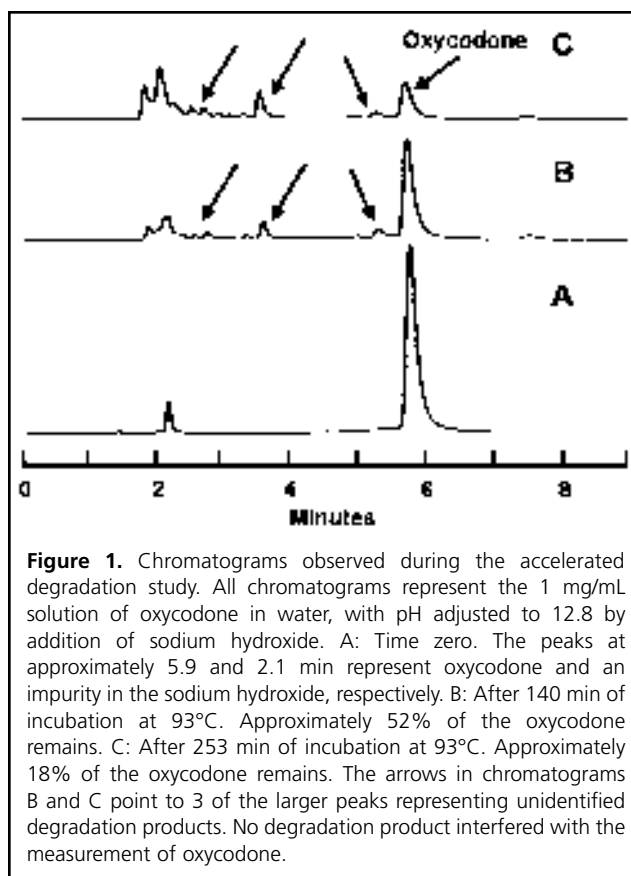 Oxycodone C
B
A
0 2 4 6 8
Minutes
Figure 1. Chromatograms observed during the accelerated
degradation study. All chromatograms represent the 1 mg/mL
solution of oxycodone in water, with pH adjusted to 12.8 by
addition of sodium hydroxide. A: Time zero. The peaks at
approximately 5.9 and 2.1 min represent oxycodone and an
impurity in the sodium hydroxide, respectively. B: After 140 min of
incubation at 93°C. Approximately 52% of the oxycodone
remains. C: After 253 min of incubation at 93°C. Approximately
18% of the oxycodone remains. The arrows in chromatograms
B and C point to 3 of the larger peaks representing unidentified
degradation products. No degradation product interfered with the
measurement of oxycodone.